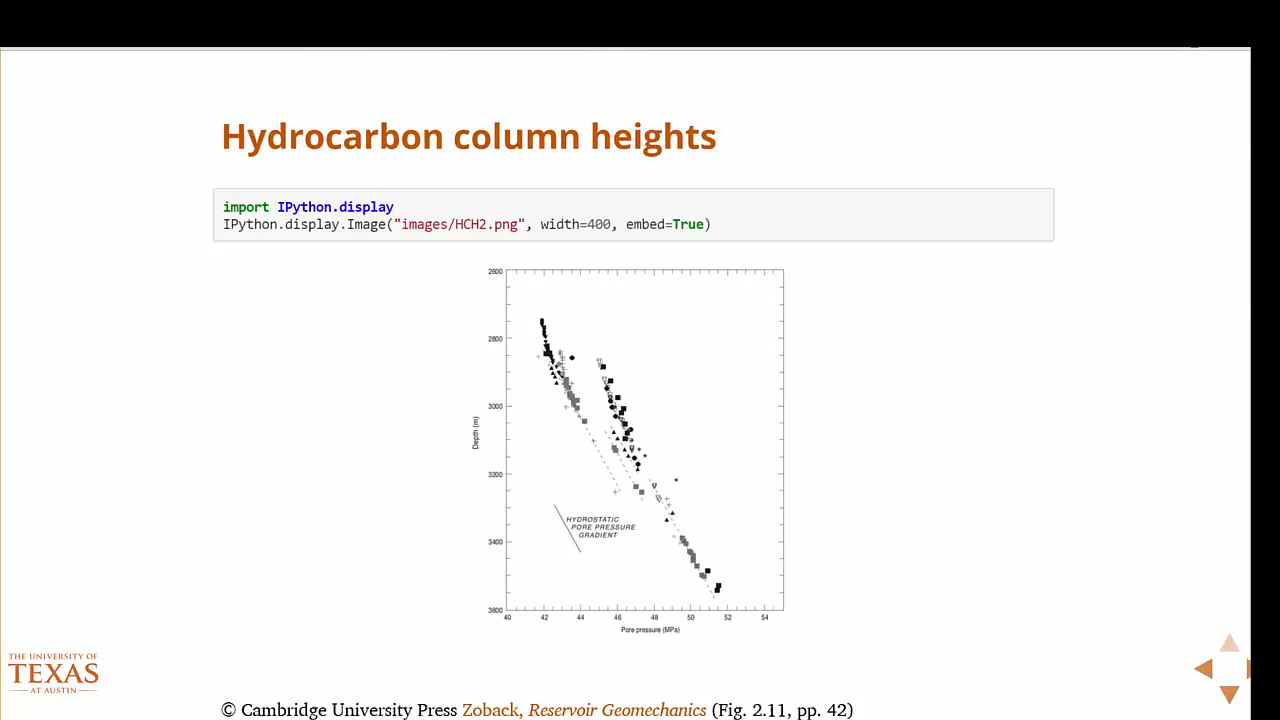 Hydrocarbon column heights
import IPython.display
IPython.display.Image("images/HCH2.png", width=400, embed=True)
2600
2800
3000
3200
3400
3600
Depth (m)
HYDROSTATIC
PORE PRESSURE
GRADIENT
40 42 44 46 48 50 52 54
Pore pressure (MPa)
THE UNIVERSITY OF
TEXAS
AT AUSTIN
© Cambridge University Press Zoback, Reservoir Geomechanics (Fig. 2.11, pp. 42)